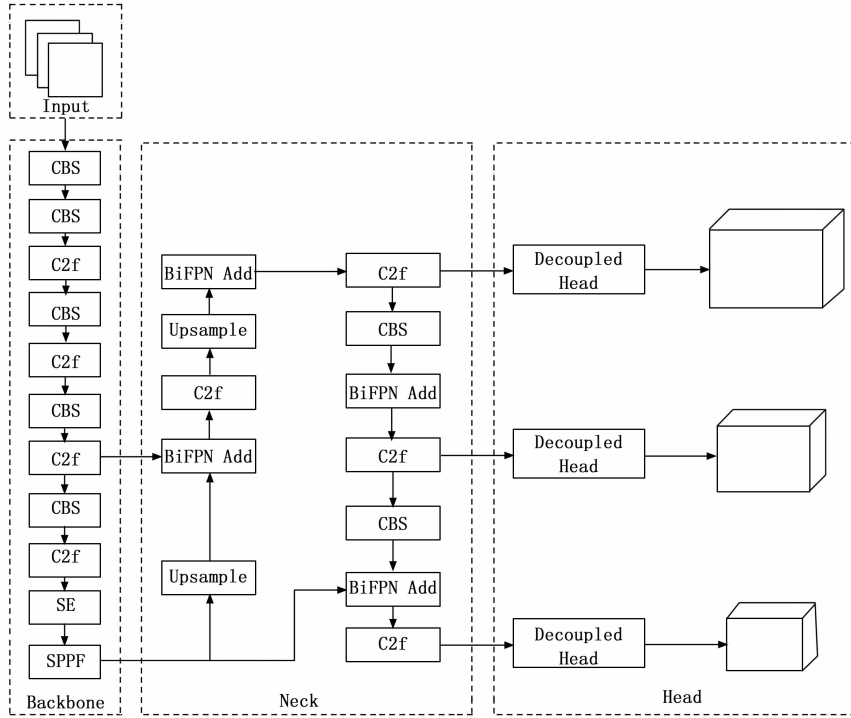 Input
CBS
CBS
C2f
CBS
C2f
CBS
C2f
CBS
C2f
SE
SPPF
Backbone
BiFPN Add
Upsample
C2f
BiFPN Add
Upsample
C2f
CBS
BiFPN Add
C2f
CBS
BiFPN Add
C2f
Neck
Decoupled
Head
Decoupled
Head
Decoupled
Head
Head